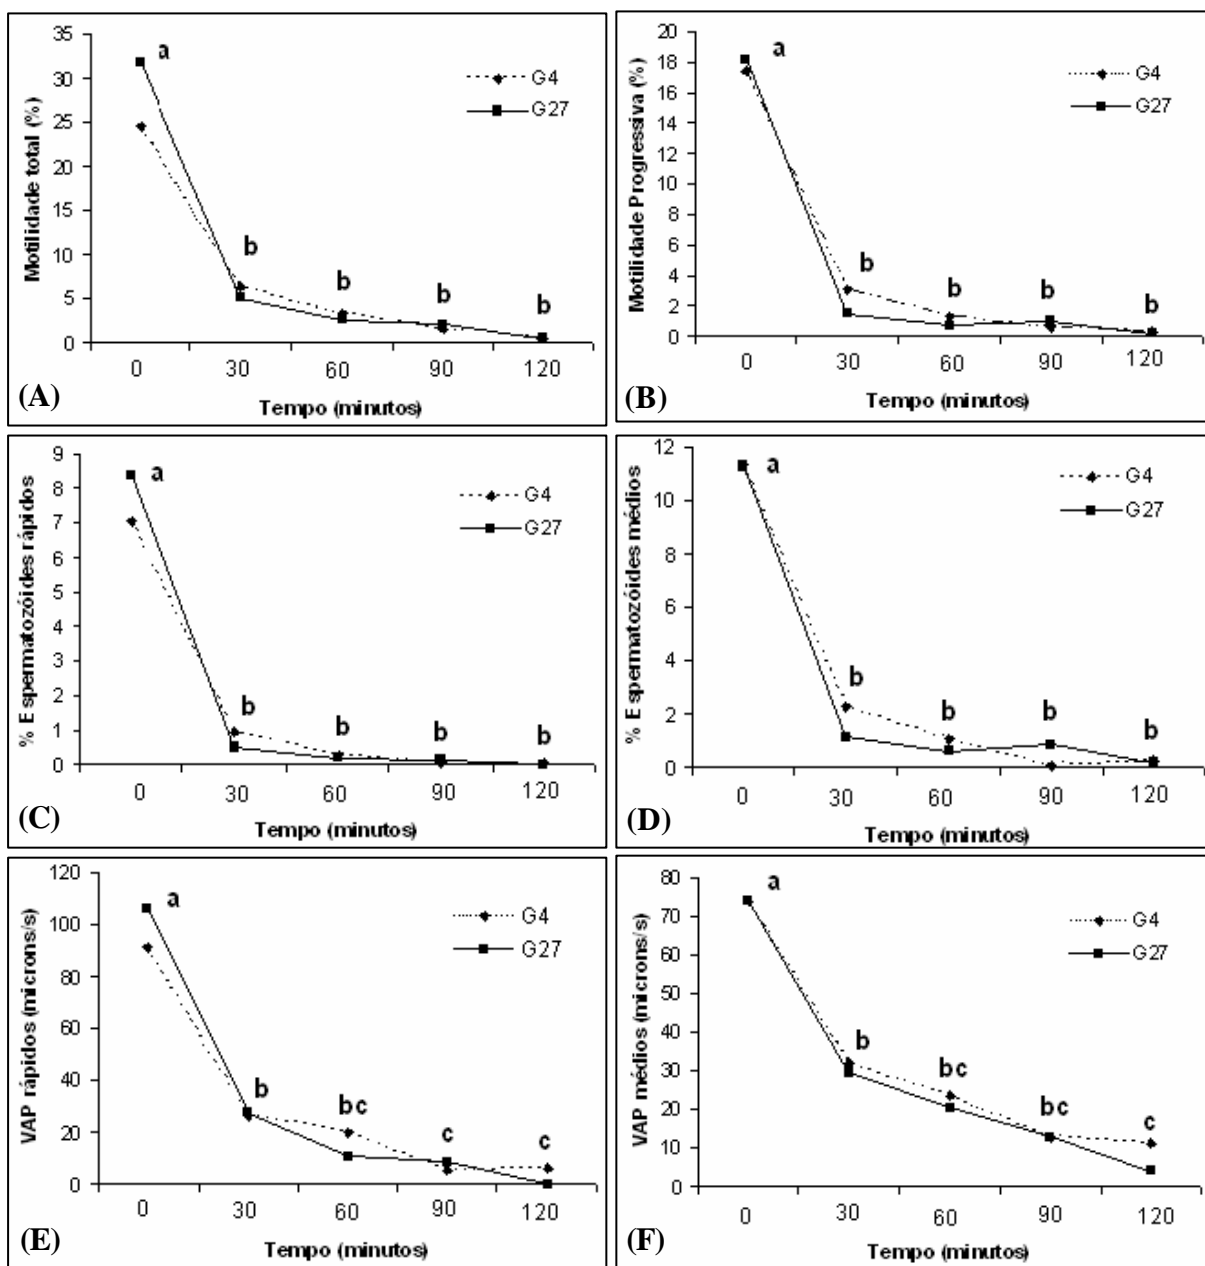 Motilidade total (%)
40
35
30
25
20
15
10
5
0
a
b
b
b
b
G4
G27
0 30 60 90 120
Tempo (minutos)
(A)
Motilidade Progressiva (%)
20
18
16
14
12
10
8
6
4
2
0
a
b
b
b
b
G4
G27
0 30 60 90 120
Tempo (minutos)
(B)
% Espermatozóides rápidos
9
8
7
6
5
4
3
2
1
0
a
b
b
b
b
G4
G27
0 30 60 90 120
Tempo (minutos)
(C)
% Espermatozóides médios
12
10
8
6
4
2
0
a
b
b
b
b
G4
G27
0 30 60 90 120
Tempo (minutos)
(D)
VAP rápidos (microns/s)
120
100
80
60
40
20
0
a
b
bc
c
c
G4
G27
0 30 60 90 120
Tempo (minutos)
(E)
VAP médios (microns/s)
80
70
60
50
40
30
20
10
0
a
b
bc
bc
c
G4
G27
0 30 60 90 120
Tempo (minutos)
(F)